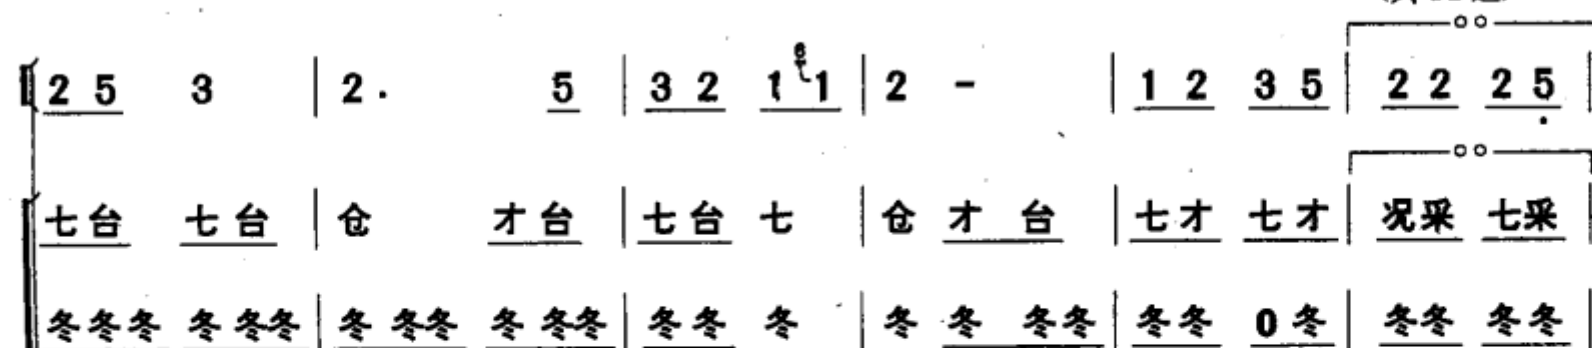 2 5 3 | 2 . 5 | 3 2 1 6 1 | 2 - | 1 2 3 5 | 2 2 2 5
七台 七台 | 仓 才台 | 七台 七 | 仓 才 台 | 七才 七才 | 况采 七采
冬冬冬 冬冬冬 | 冬冬冬 冬冬冬 | 冬冬 冬 | 冬 冬 冬冬 | 冬冬 0冬 | 冬冬 冬冬